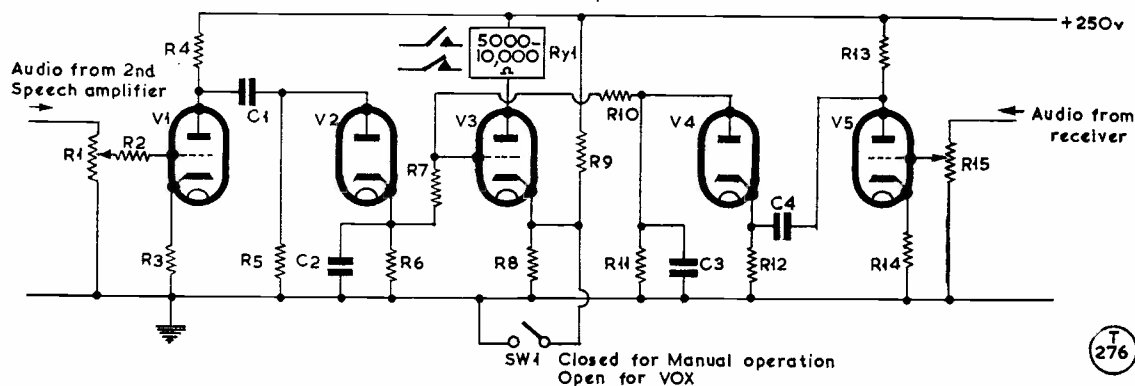 +250v
R4
5000-
10,000
Ω
Ry1
R13
Audio from 2nd
Speech amplifier
C1
V1
V2
V3
R10
V4
V5
Audio from
receiver
R1
R2
R7
R9
R15
C4
R3
R5
C2
R6
R8
R11
C3
R12
R14
SW1
Closed for Manual operation
Open for VOX
T
276